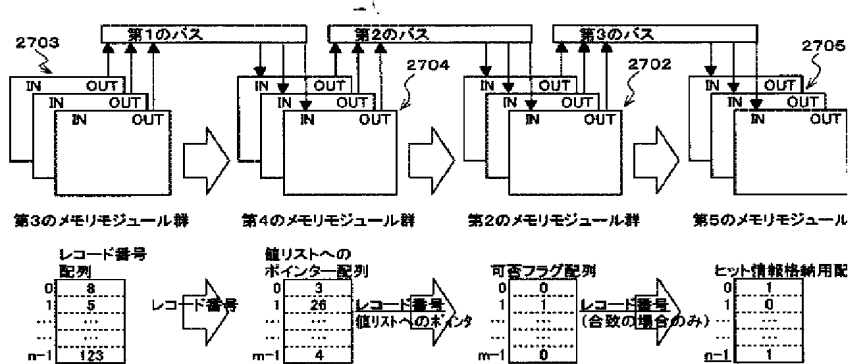 第1のバス
第2のバス
第3のバス
2703
2704
2702
2705
IN OUT
IN OUT
IN OUT
IN OUT
IN OUT
IN OUT
IN OUT
IN OUT
IN OUT
IN OUT
IN OUT
IN OUT
第3のメモリモジュール群
第4のメモリモジュール群
第2のメモリモジュール群
第5のメモリモジュール
レコード番号
配列
0 8
1 5
... ...
... ...
n-1 123
レコード番号
値リストへの
ポインター配列
0 3
1 26
... ...
... ...
m-1 4
レコード番号
値リストへのポインタ
可否フラグ配列
0 0
1 1
... ...
... ...
m-1 0
レコード番号
(合致の場合のみ)
ヒット情報格納用配
0 1
1 0
... ...
... ...
n-1 1